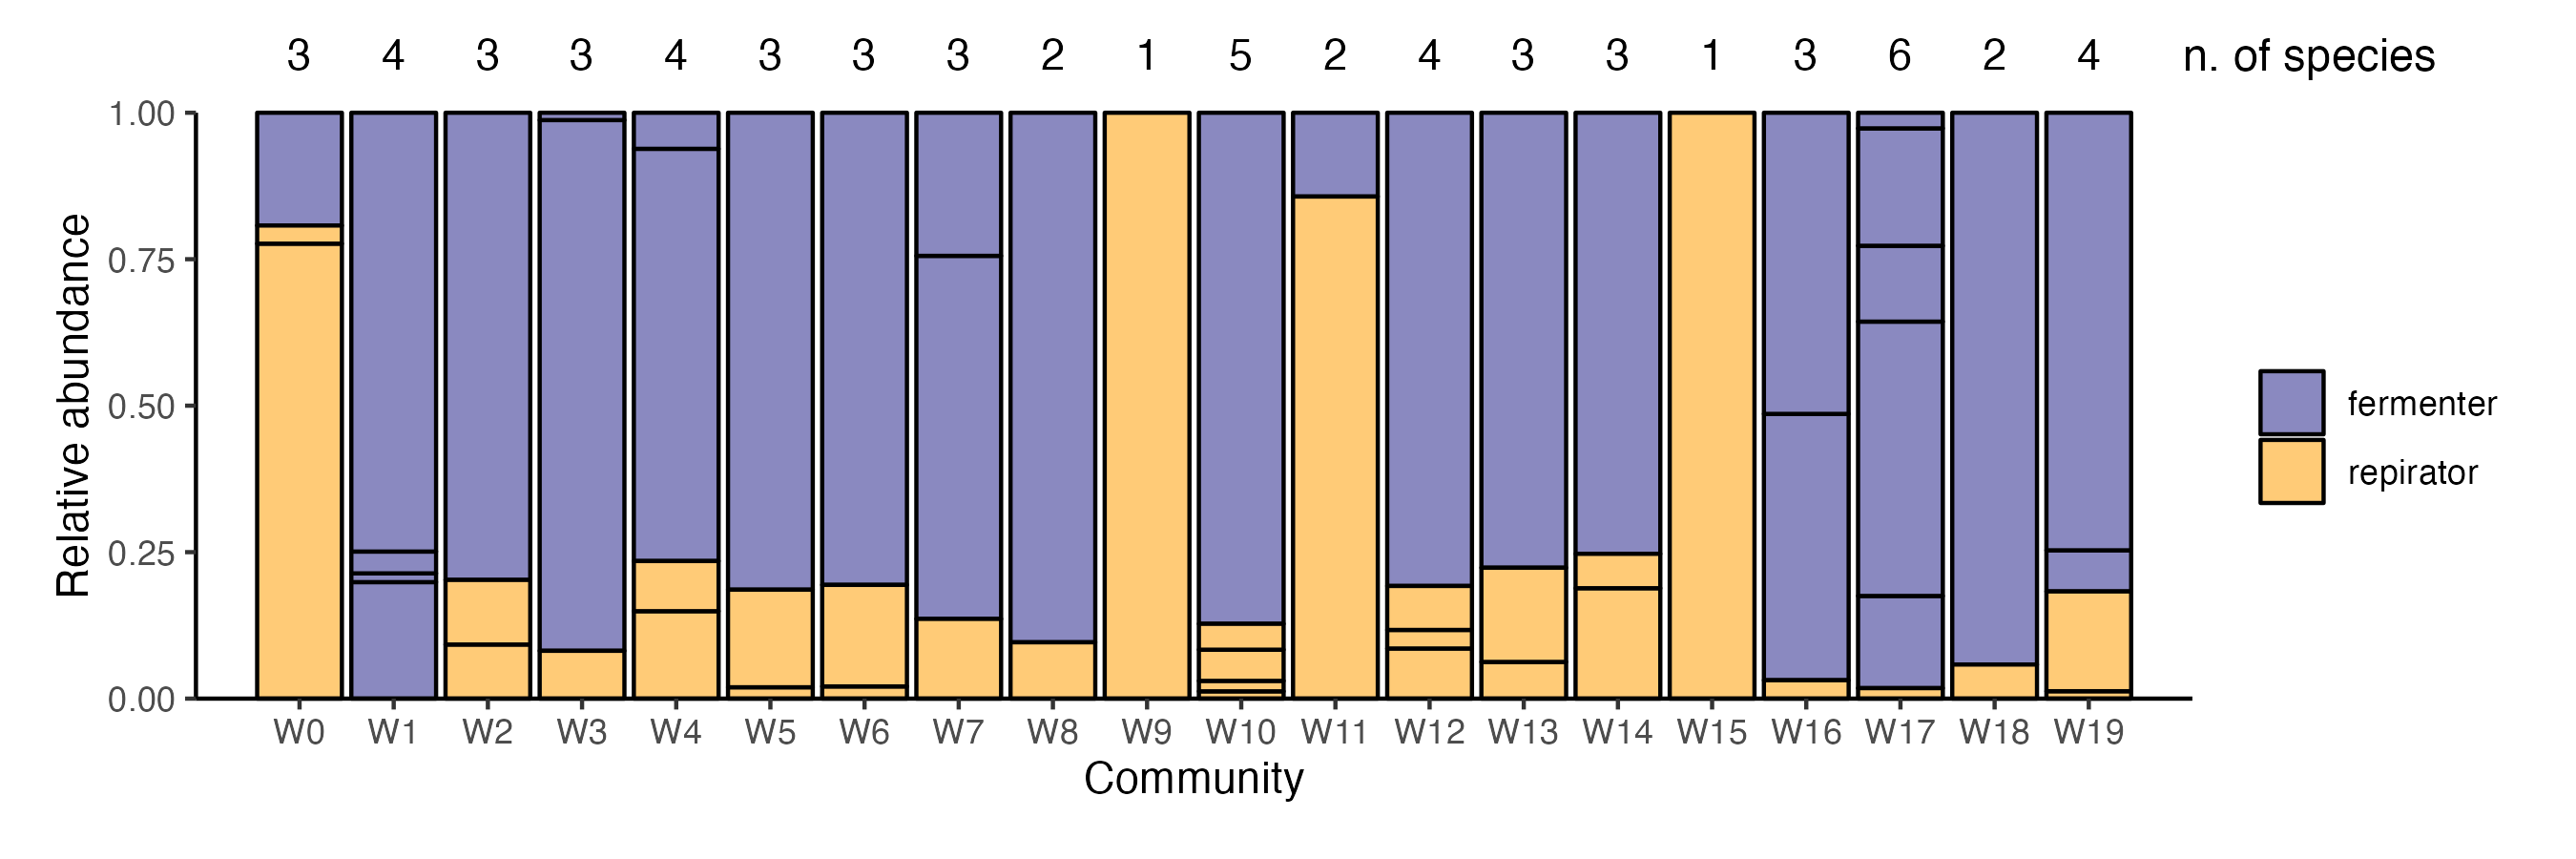 3 4 3 3 4 3 3 3 2 1 5 2 4 3 3 1 3 6 2 4 n. of species
1.00
0.75
0.50
0.25
0.00
Relative abundance
fermenter
repirator
W0 W1 W2 W3 W4 W5 W6 W7 W8 W9 W10 W11 W12 W13 W14 W15 W16 W17 W18 W19
Community